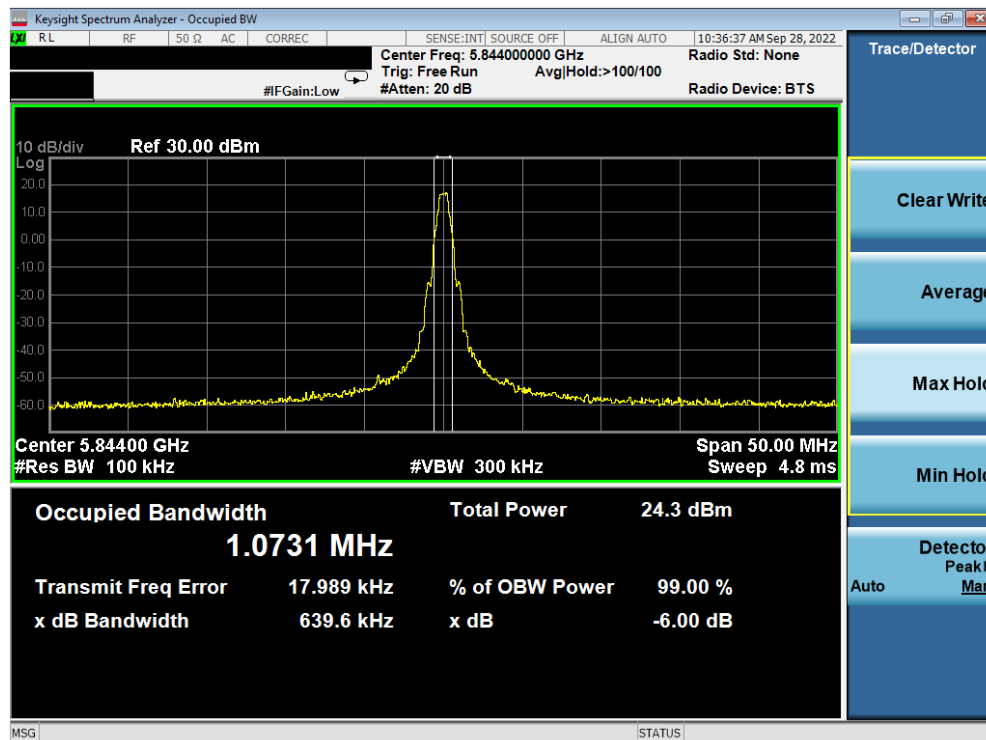 Keysight Spectrum Analyzer - Occupied BW
LXI RL RF 50 Ω AC CORREC SENSE:INT SOURCE OFF ALIGN AUTO 10:36:37 AM Sep 28, 2022
Center Freq: 5.844000000 GHz Radio Std: None
Trig: Free Run Avg|Hold:>100/100
#IFGain:Low #Atten: 20 dB Radio Device: BTS
10 dB/div Ref 30.00 dBm
Log
20.0
10.0
0.00
-10.0
-20.0
-30.0
-40.0
-50.0
-60.0
Center 5.84400 GHz Span 50.00 MHz
#Res BW 100 kHz #VBW 300 kHz Sweep 4.8 ms
Occupied Bandwidth Total Power 24.3 dBm
1.0731 MHz
Transmit Freq Error 17.989 kHz % of OBW Power 99.00 %
x dB Bandwidth 639.6 kHz x dB -6.00 dB
MSG STATUS
Trace/Detector
Clear Write
Average
Max Hold
Min Hold
Detecto
Peak
Auto Man